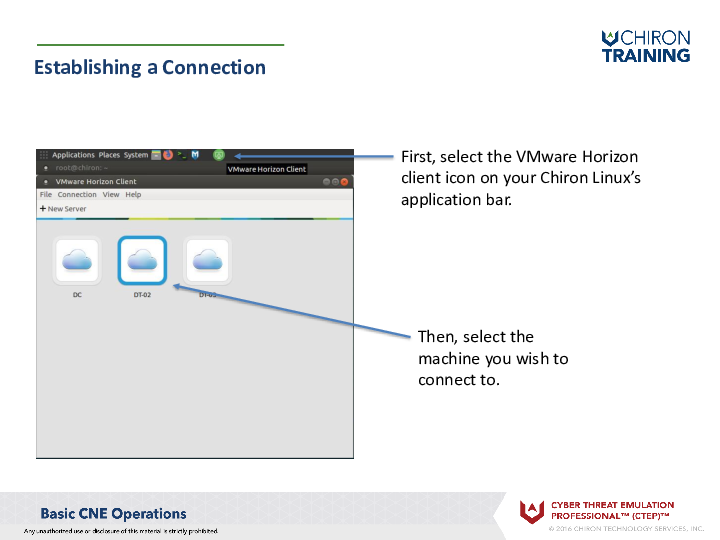 CHIRON
TRAINING
Establishing a Connection
Applications Places System
root@chiron: ~
VMware Horizon Client
VMware Horizon Client
File Connection View Help
+ New Server
DC
DT-02
DT-03
First, select the VMware Horizon
client icon on your Chiron Linux’s
application bar.
Then, select the
machine you wish to
connect to.
Basic CNE Operations
Any unauthorized use or disclosure of this material is strictly prohibited.
CYBER THREAT EMULATION
PROFESSIONAL™ (CTEP)™
© 2016 CHIRON TECHNOLOGY SERVICES, INC.